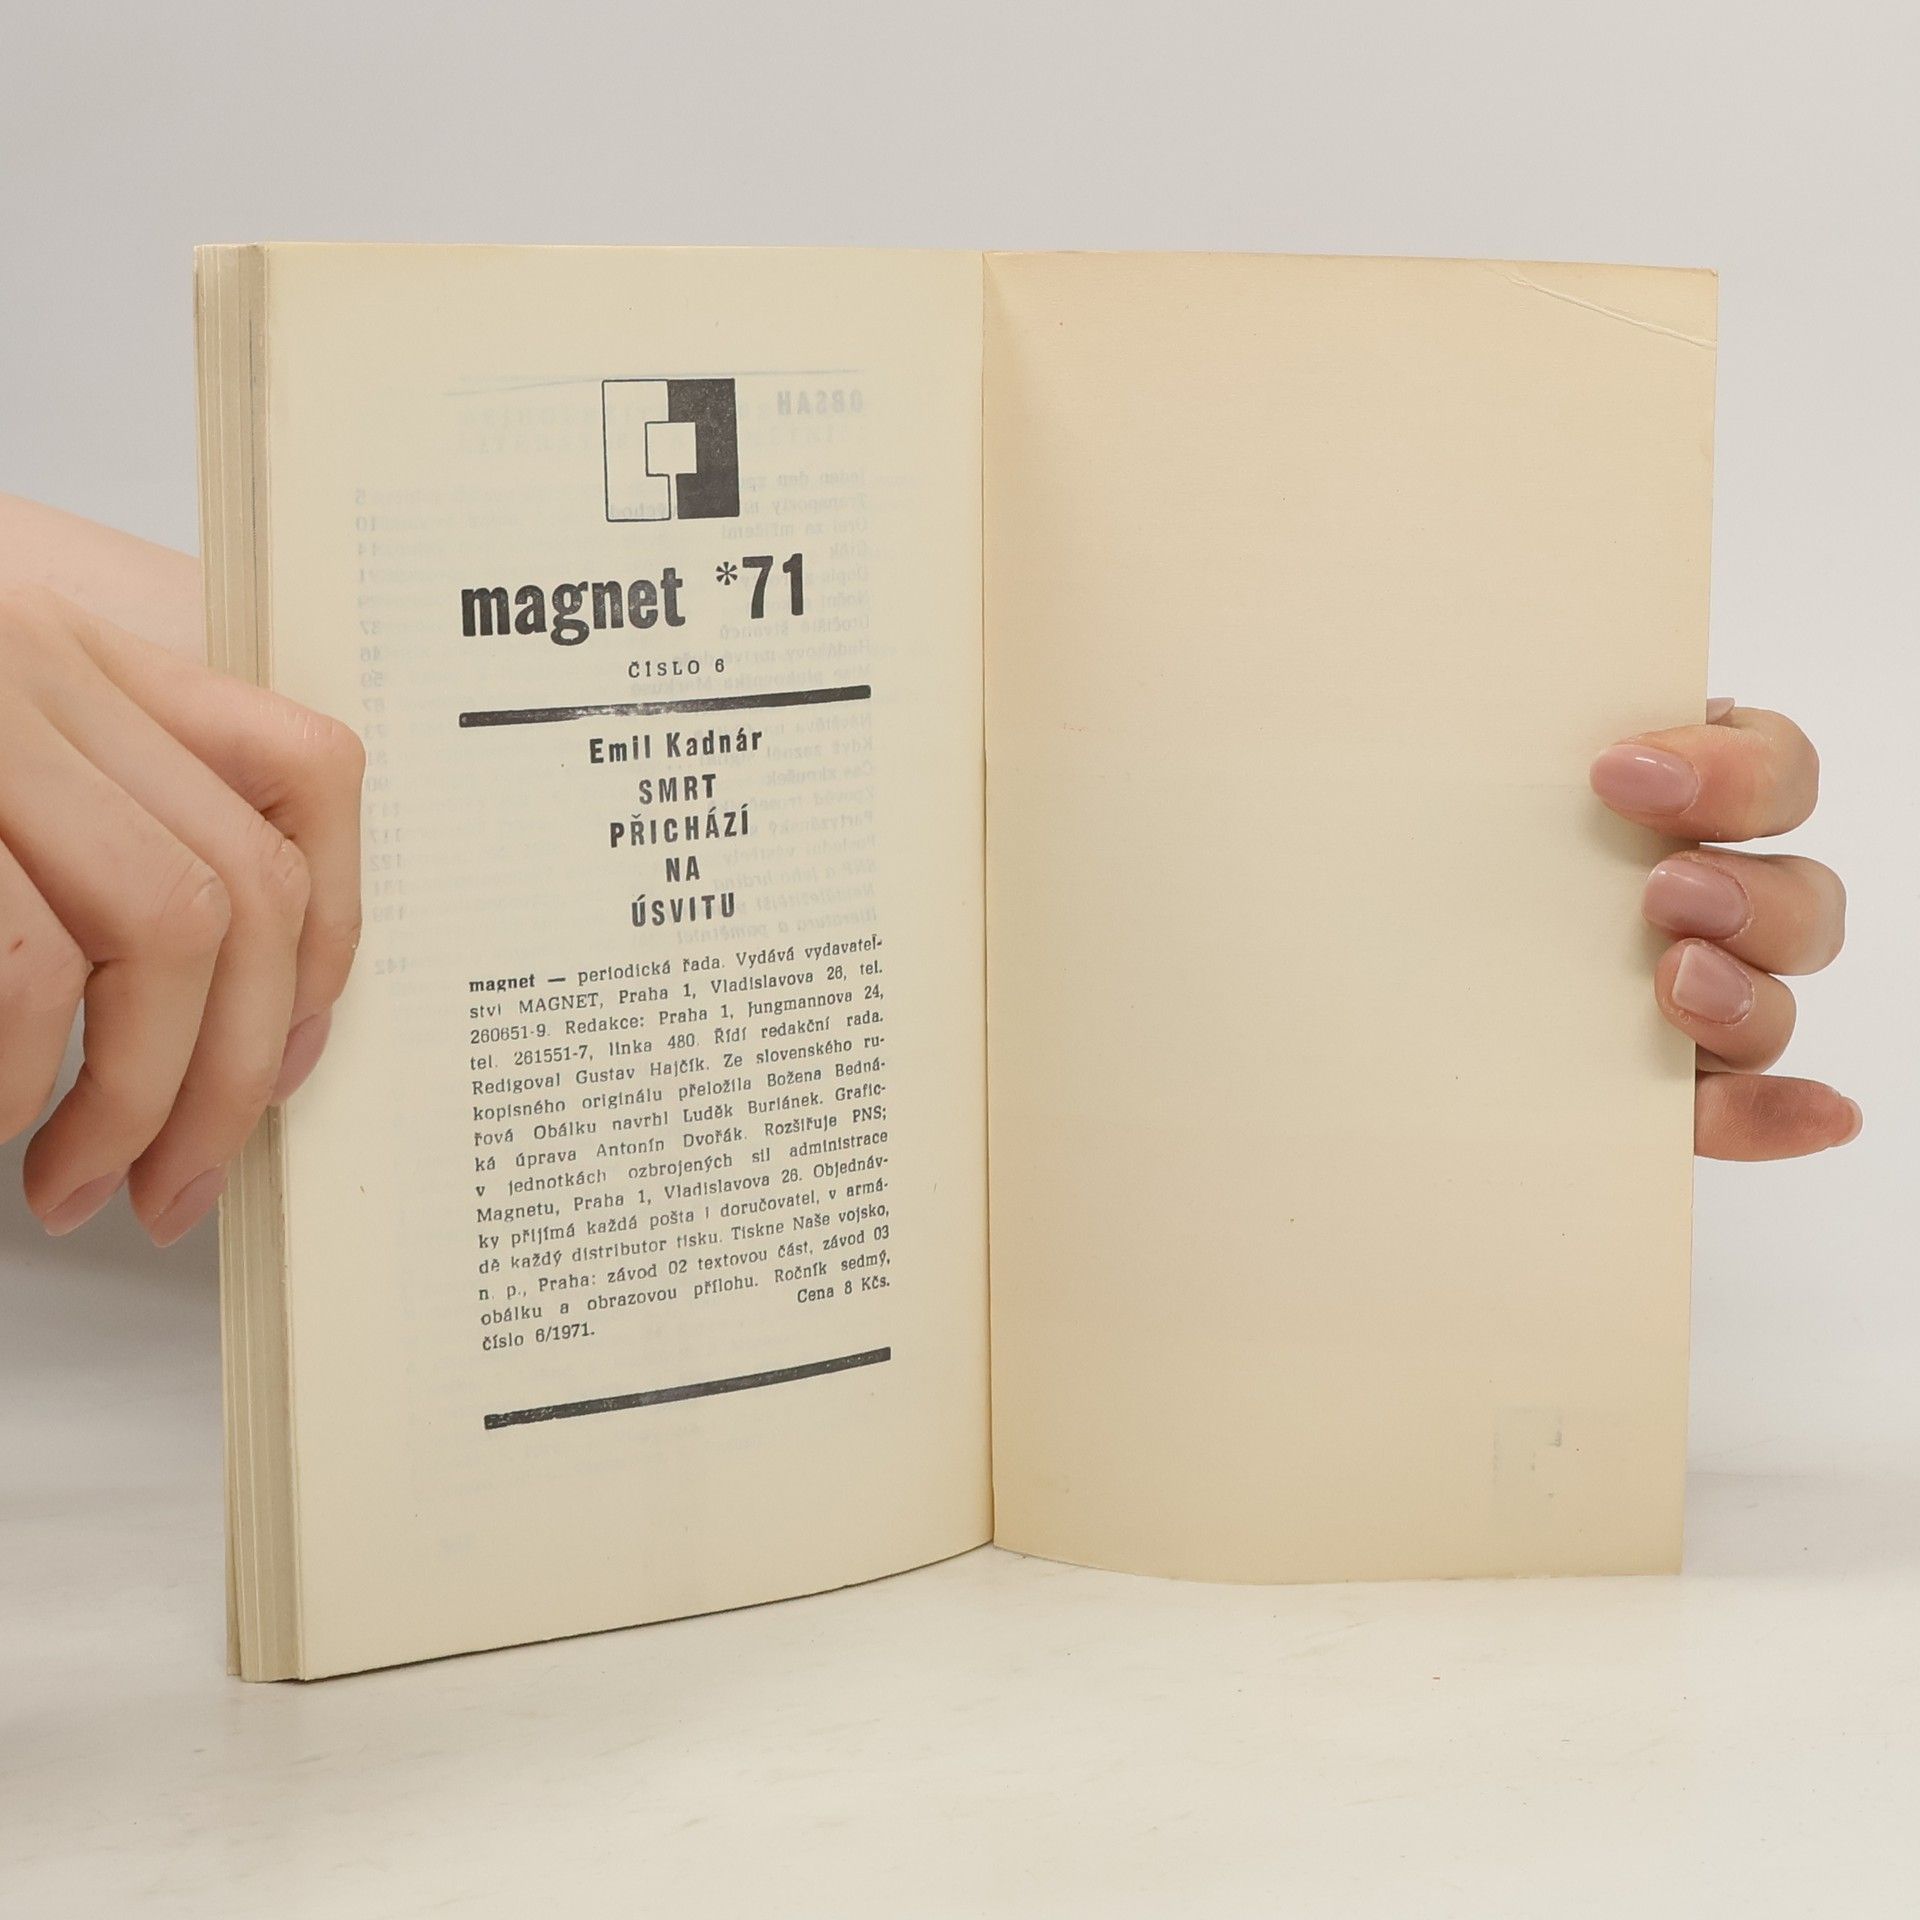 magnet *71
ČÍSLO 6
Emil Kadnár
SMRT
PŘICHÁZÍ
NA
ÚSVITU
magnet — periodická řada. Vydává vydavatel-
ství MAGNET, Praha 1, Vladislavova 26, tel.
260651-9. Redakce: Praha 1, Jungmannova 24,
tel. 261551-7, linka 480. Řídí redakční rada.
Redigoval Gustav Hajčík. Ze slovenského ru-
kopisného originálu přeložila Božena Bedná-
řová Obálku navrhl Luděk Burlánek. Grafic-
ká úprava Antonín Dvořák. Rozšiřuje PNS;
v jednotkách ozbrojených sil administrace
Magnetu, Praha 1, Vladislavova 26. Objednáv-
ky přijímá každá pošta i doručovatel, v armá-
dě každý distributor tisku. Tiskne Naše vojsko,
n. p., Praha: závod 02 textovou část, závod 03
obálku a obrazovou přílohu. Ročník sedmý,
číslo 6/1971.
Cena 8 Kčs.